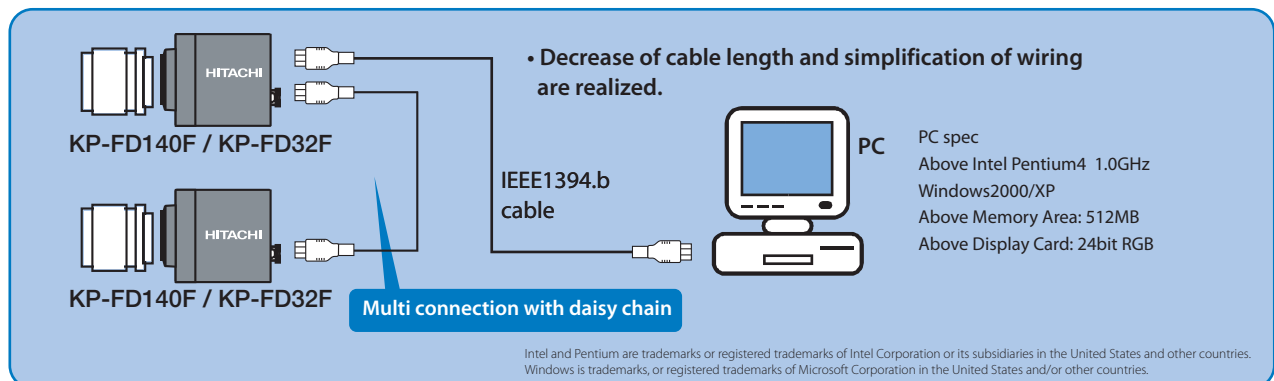 HITACHI
KP-FD140F / KP-FD32F
HITACHI
KP-FD140F / KP-FD32F
IEEE1394.b
cable
Multi connection with daisy chain
• Decrease of cable length and simplification of wiring
are realized.
PC
PC spec
Above Intel Pentium4 1.0GHz
Windows2000/XP
Above Memory Area: 512MB
Above Display Card: 24bit RGB
Intel and Pentium are trademarks or registered trademarks of Intel Corporation or its subsidiaries in the United States and other countries.
Windows is trademarks, or registered trademarks of Microsoft Corporation in the United States and/or other countries.